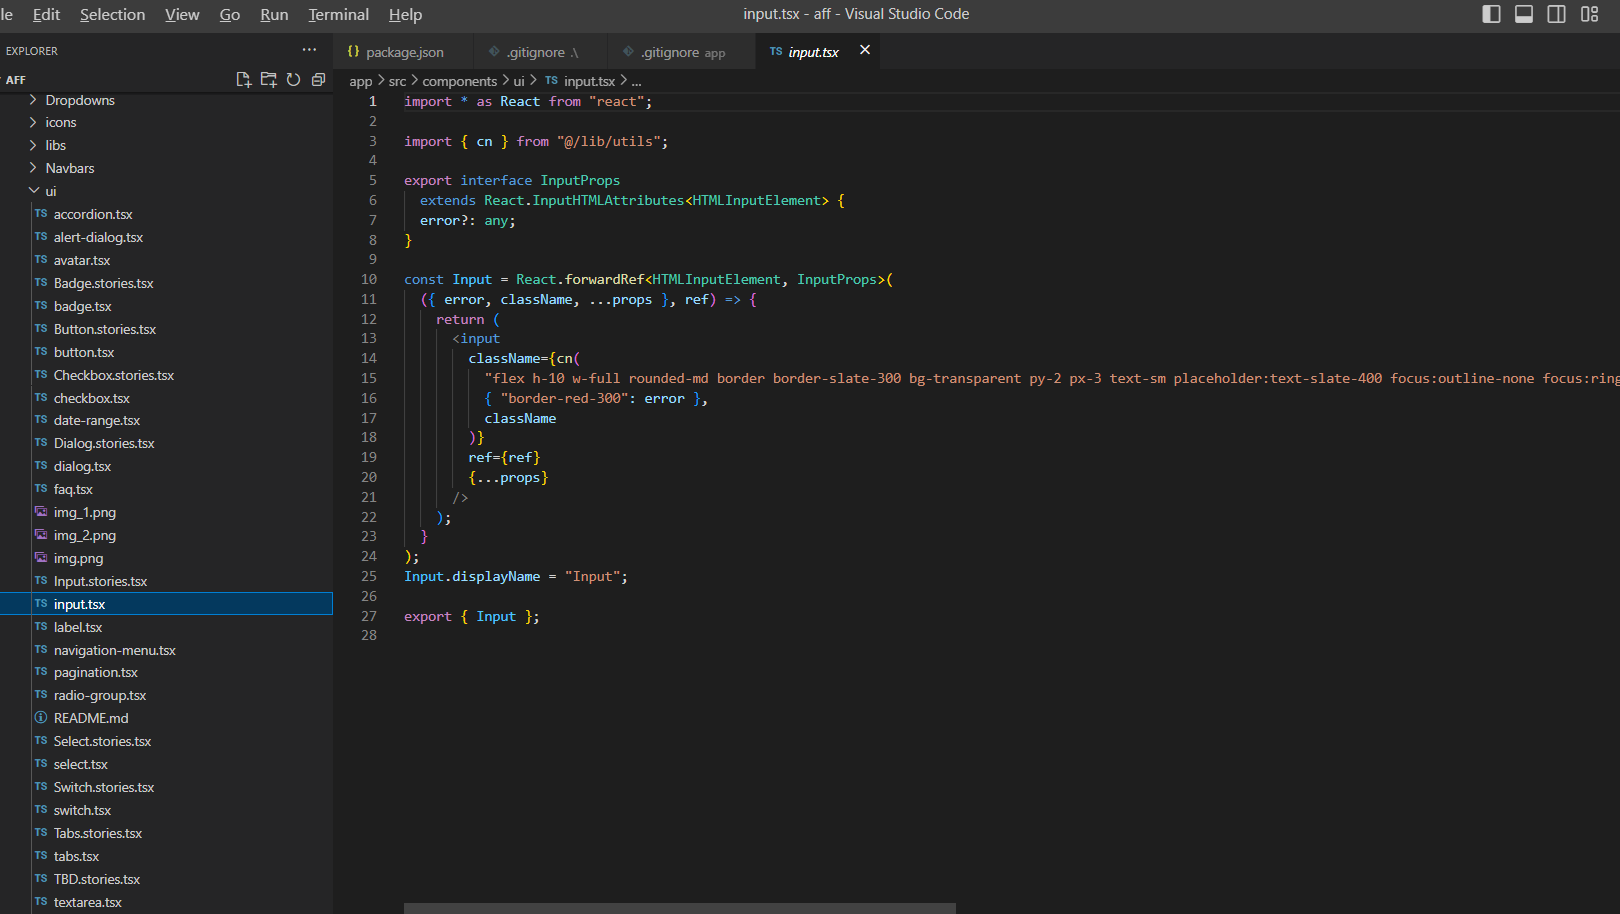 le Edit Selection View Go Run Terminal Help input.tsx - aff - Visual Studio Code
EXPLORER ···
AFF
Dropdowns
icons
libs
Navbars
ui
TS accordion.tsx
TS alert-dialog.tsx
TS avatar.tsx
TS Badge.stories.tsx
TS badge.tsx
TS Button.stories.tsx
TS button.tsx
TS Checkbox.stories.tsx
TS checkbox.tsx
TS date-range.tsx
TS Dialog.stories.tsx
TS dialog.tsx
TS faq.tsx
img_1.png
img_2.png
img.png
TS Input.stories.tsx
TS input.tsx
TS label.tsx
TS navigation-menu.tsx
TS pagination.tsx
TS radio-group.tsx
README.md
TS Select.stories.tsx
TS select.tsx
TS Switch.stories.tsx
TS switch.tsx
TS Tabs.stories.tsx
TS tabs.tsx
TS TBD.stories.tsx
TS textarea.tsx
{} package.json .gitignore .\ .gitignore app TS input.tsx
app > src > components > ui > TS input.tsx > ...
1 import * as React from "react";
2
3 import { cn } from "@/lib/utils";
4
5 export interface InputProps
6 extends React.InputHTMLAttributes<HTMLInputElement> {
7 error?: any;
8 }
9
10 const Input = React.forwardRef<HTMLInputElement, InputProps>(
11 ({ error, className, ...props }, ref) => {
12 return (
13 <input
14 className={cn(
15 "flex h-10 w-full rounded-md border border-slate-300 bg-transparent py-2 px-3 text-sm placeholder:text-slate-400 focus:outline-none focus:ring
16 { "border-red-300": error },
17 className
18 )}
19 ref={ref}
20 {...props}
21 />
22 );
23 }
24 );
25 Input.displayName = "Input";
26
27 export { Input };
28